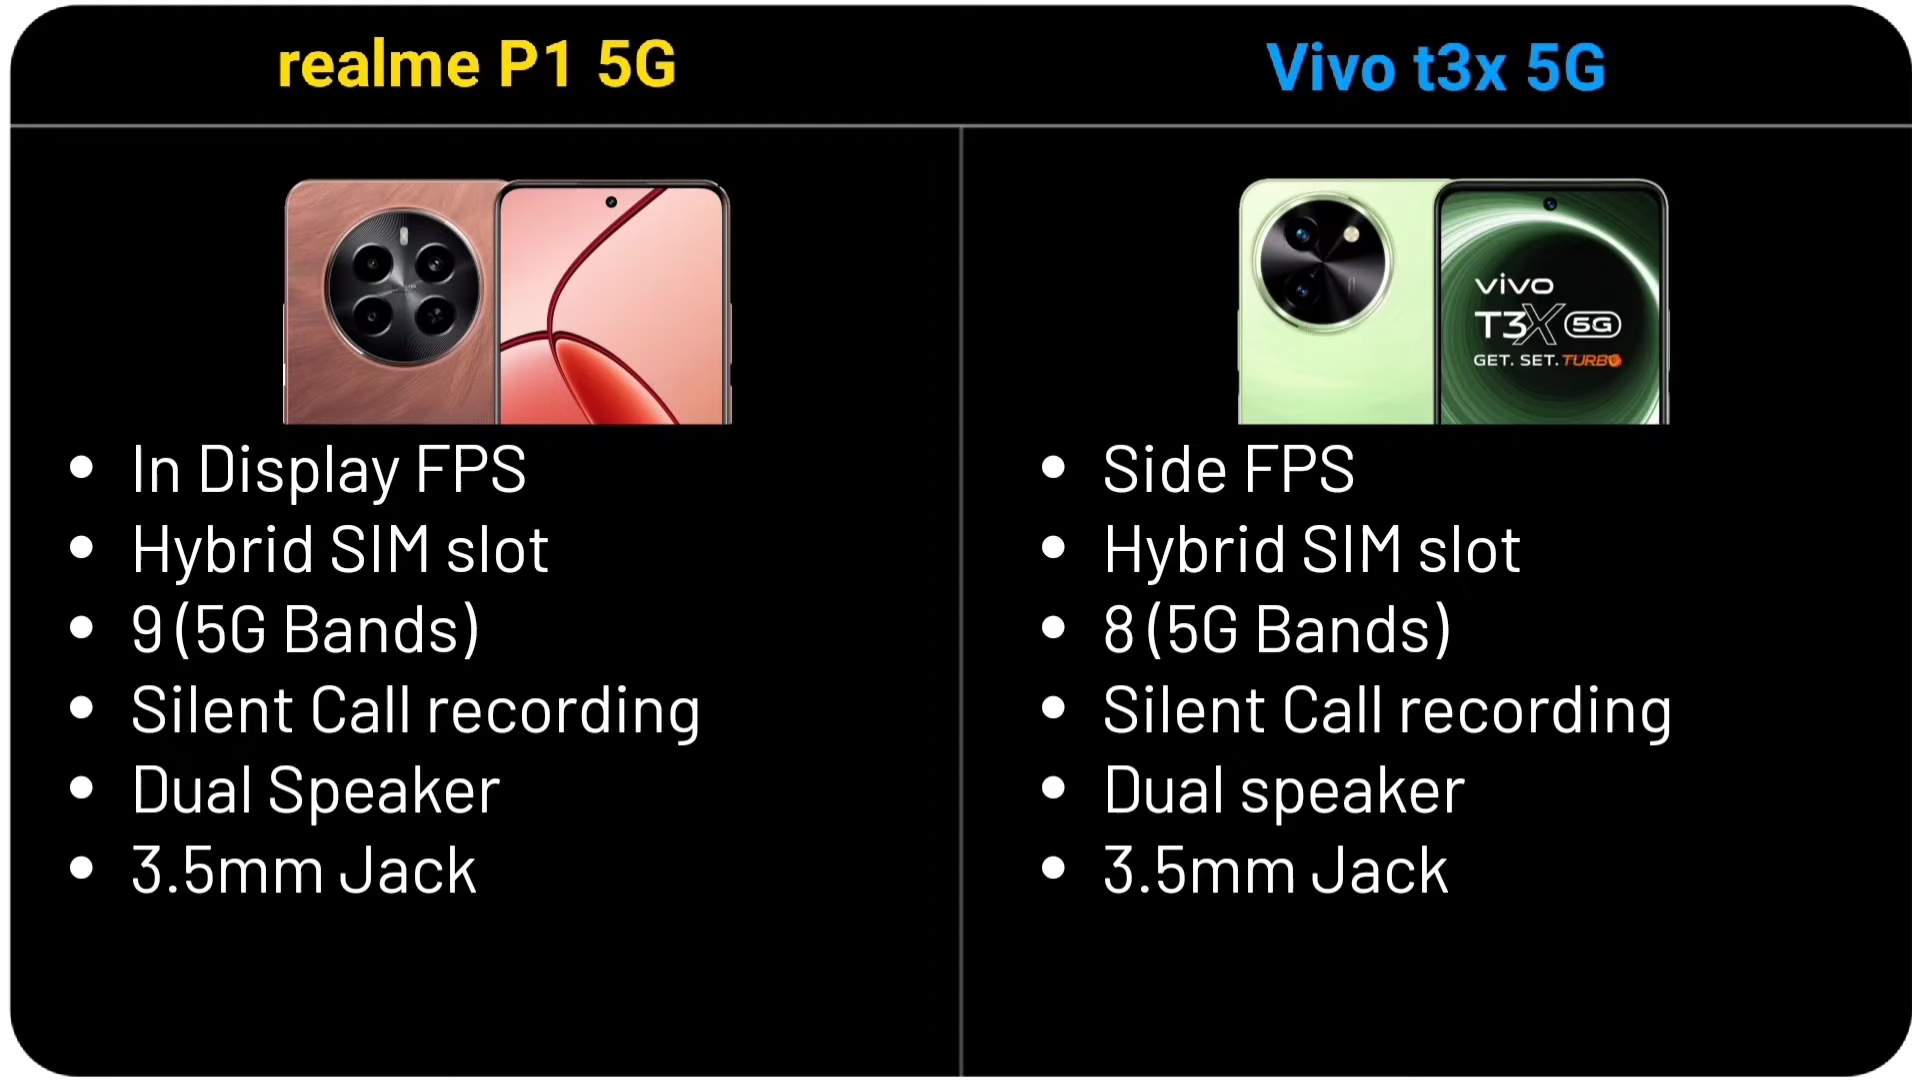 realme P1 5G
Vivo t3x 5G
vivo
T3X 5G
GET. SET. TURBO
In Display FPS
Hybrid SIM slot
9 (5G Bands)
Silent Call recording
Dual Speaker
3.5mm Jack
Side FPS
Hybrid SIM slot
8 (5G Bands)
Silent Call recording
Dual speaker
3.5mm Jack